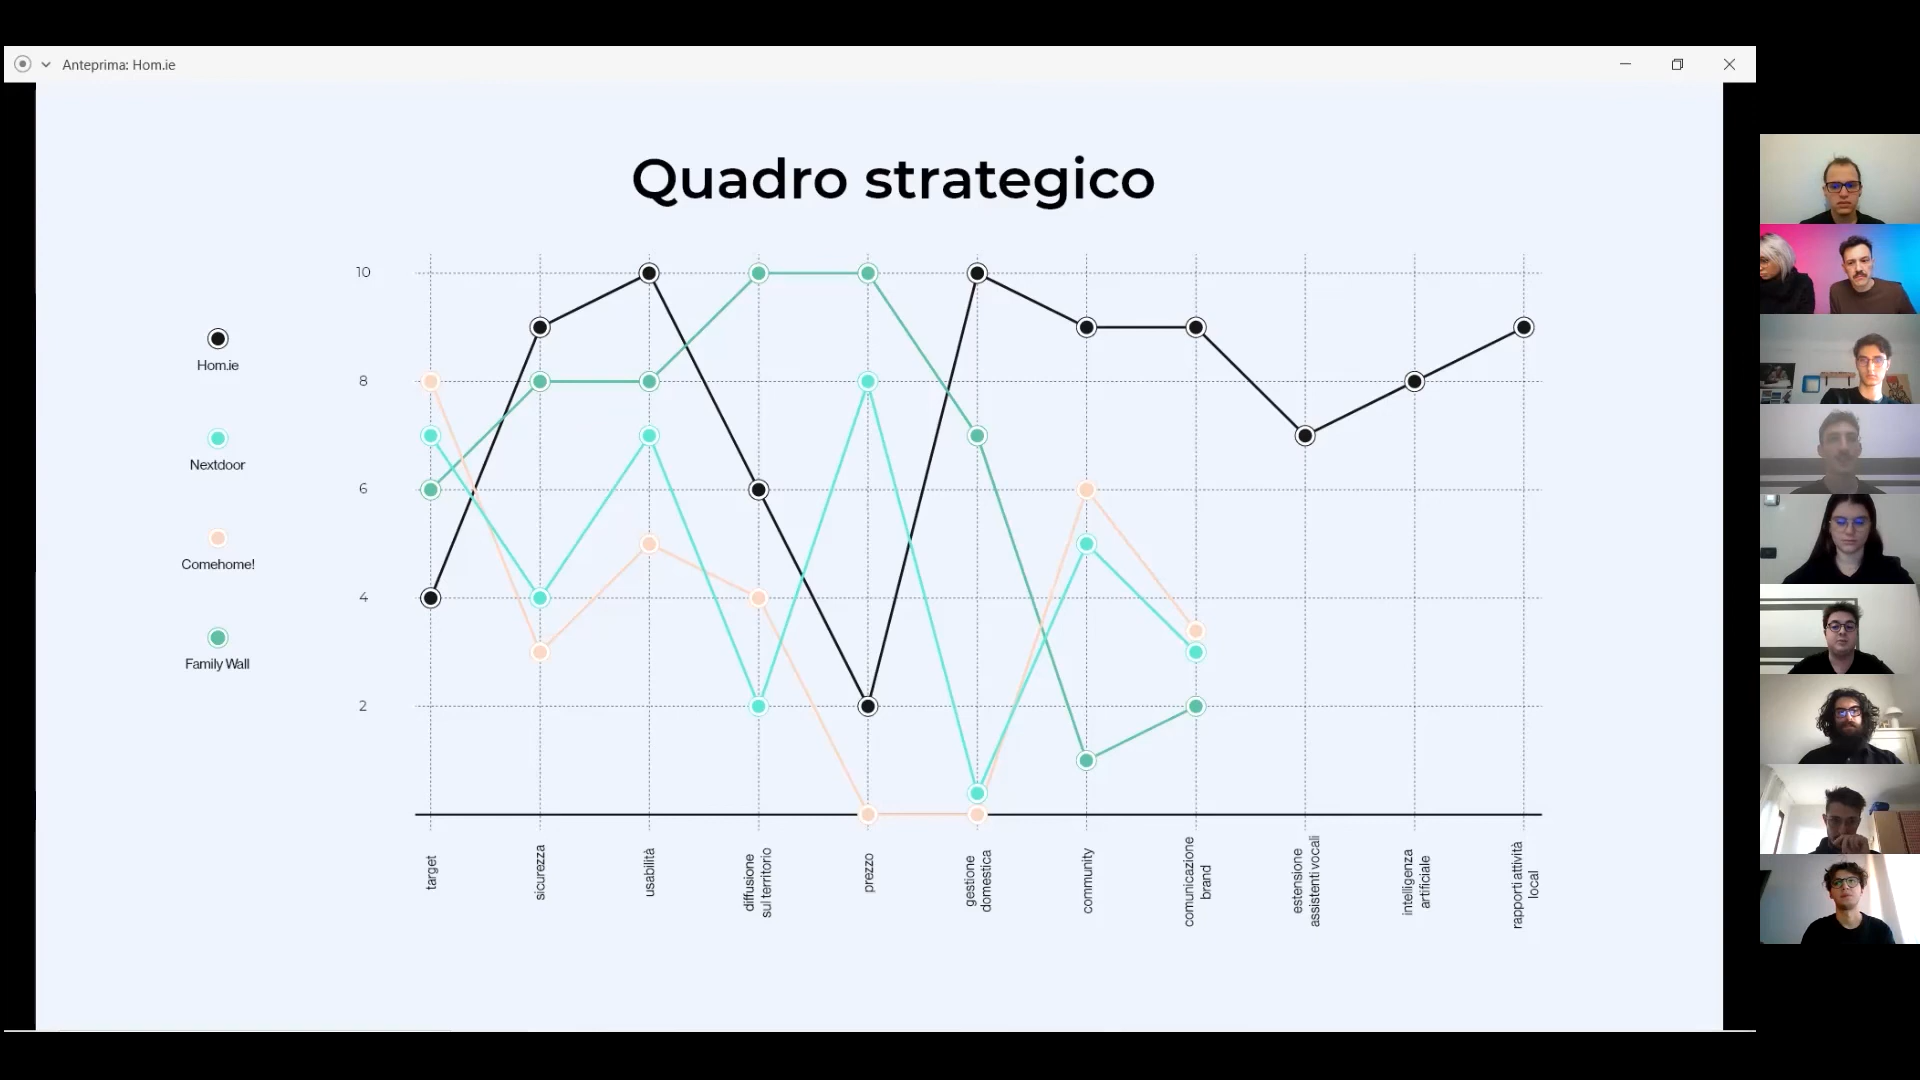 Anteprima: Hom.ie
Quadro strategico
10
8
6
4
2
Hom.ie
Nextdoor
Comehome!
Family Wall
target
sicurezza
usabilità
diffusione
sul territorio
prezzo
gestione
domestica
community
comunicazione
brand
estensione
assistenti vocali
intelligenza
artificiale
rapporti attività
local